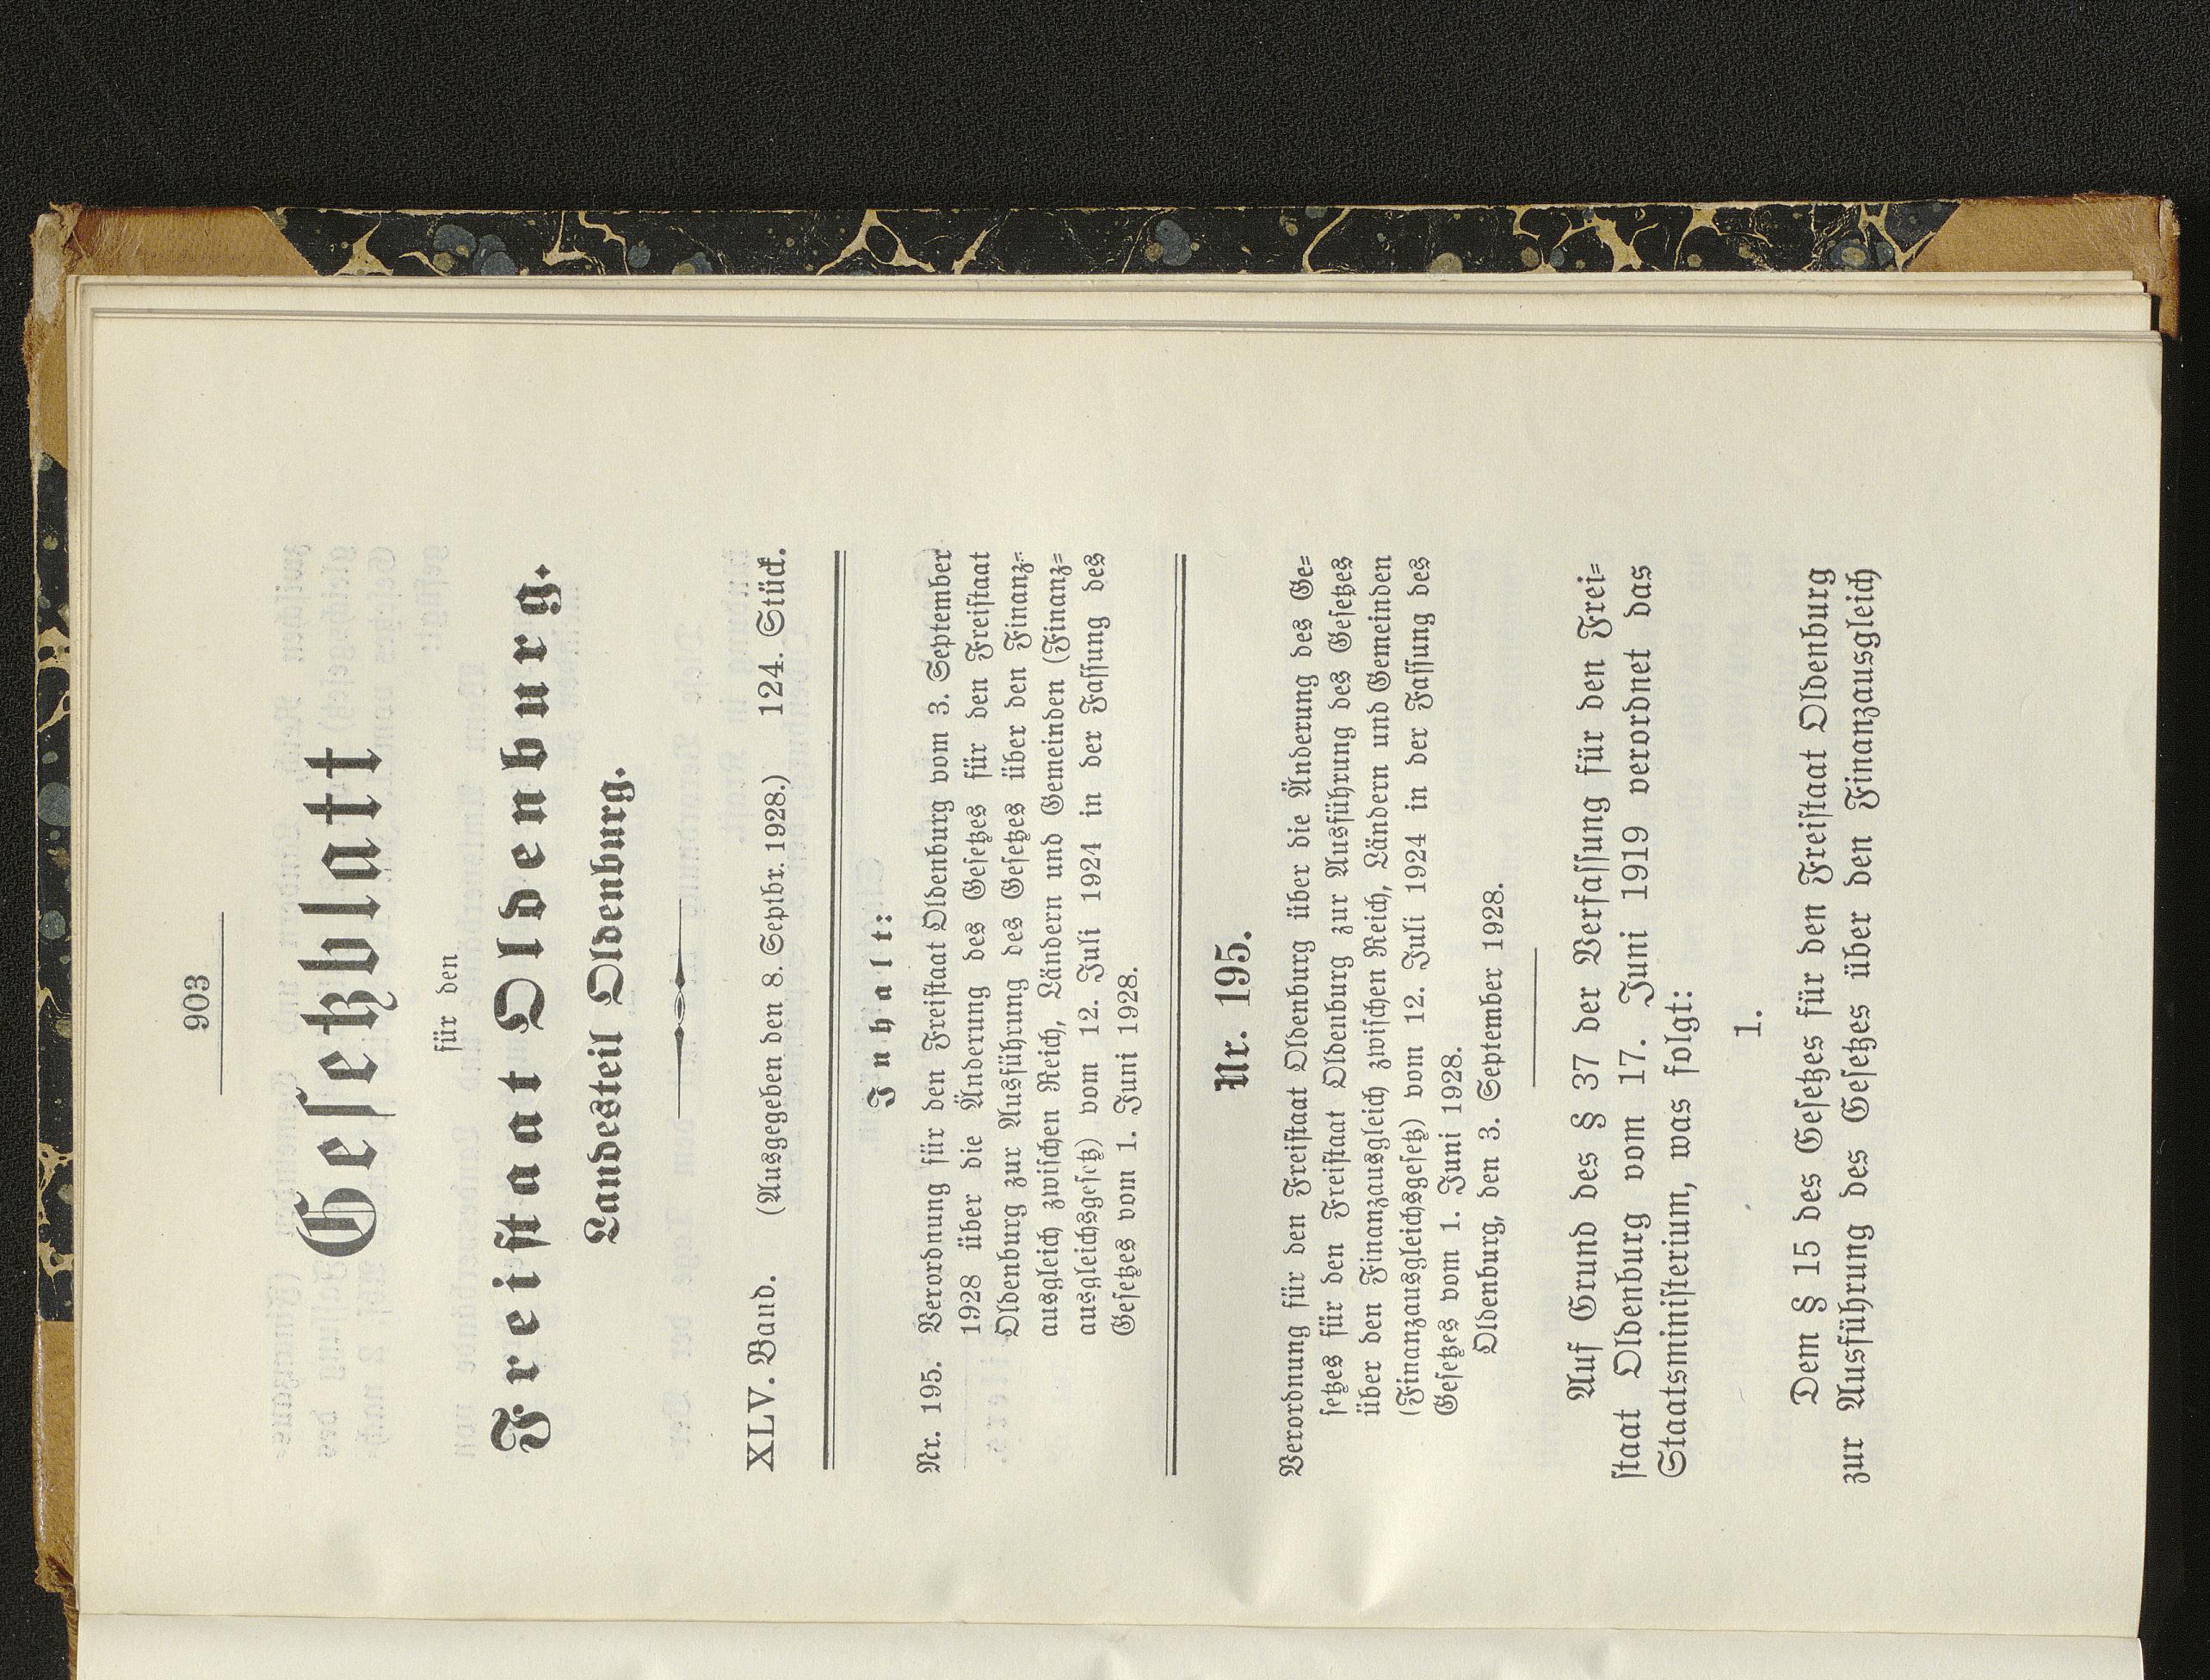 903
Gesetzblatt
für den
Freistaat Oldenburg.
Landesteil Oldenburg.
XLV. Band. (Ausgegeben den 8. Septbr. 1928.) 124. Stück.
Inhalt:
Nr. 195. Verordnung für den Freistaat Oldenburg vom 3. September
1928 über die Änderung des Gesetzes für den Freistaat
Oldenburg zur Ausführung des Gesetzes über den Finanz-
ausgleich zwischen Reich, Ländern und Gemeinden (Finanz-
ausgleichsgesetz) vom 12. Juli 1924 in der Fassung des
Gesetzes vom 1. Juni 1928.
Nr. 195.
Verordnung für den Freistaat Oldenburg über die Änderung des Ge-
setzes für den Freistaat Oldenburg zur Ausführung des Gesetzes
über den Finanzausgleich zwischen Reich, Ländern und Gemeinden
(Finanzausgleichsgesetz) vom 12. Juli 1924 in der Fassung des
Gesetzes vom 1. Juni 1928.
Oldenburg, den 3. September 1928.
Auf Grund des § 37 der Verfassung für den Frei-
staat Oldenburg vom 17. Juni 1919 verordnet das
Staatsministerium, was folgt:
1.
Dem § 15 des Gesetzes für den Freistaat Oldenburg
zur Ausführung des Gesetzes über den Finanzausgleich